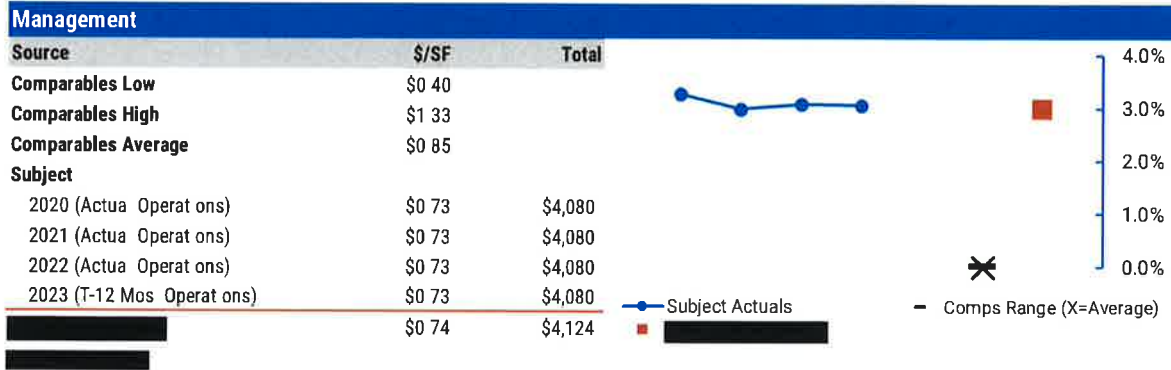 Management
Source $/SF Total
Comparables Low $0 40
Comparables High $1 33
Comparables Average $0 85
Subject
2020 (Actua Operat ons) $0 73 $4,080
2021 (Actua Operat ons) $0 73 $4,080
2022 (Actua Operat ons) $0 73 $4,080
2023 (T-12 Mos Operat ons) $0 73 $4,080
$0 74 $4,124
4.0%
3.0%
2.0%
1.0%
0.0%
Subject Actuals
Comps Range (X=Average)